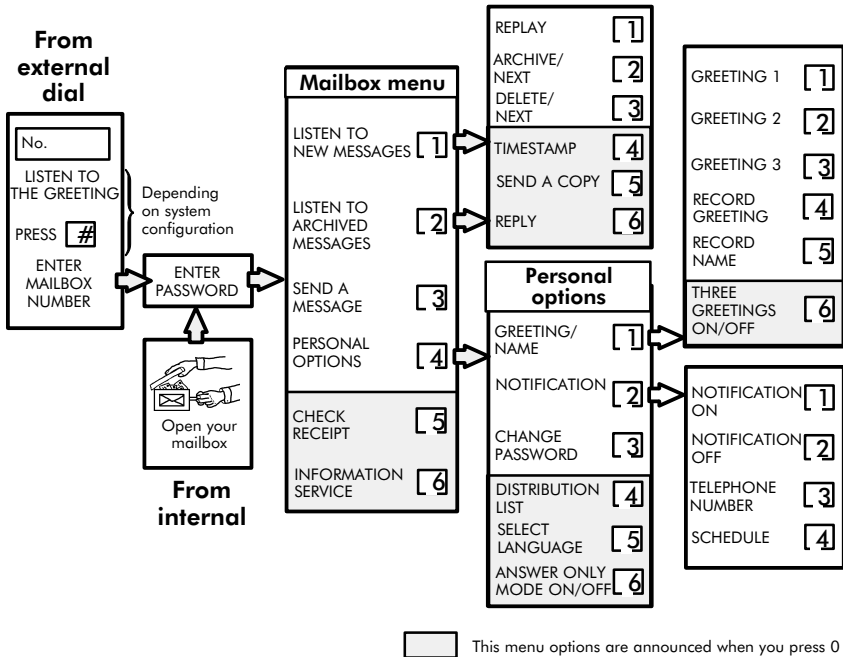 From
external
dial
No.
LISTEN TO
THE GREETING
PRESS #
ENTER
MAILBOX
NUMBER
Depending
on system
configuration
ENTER
PASSWORD
Open your
mailbox
From
internal
Mailbox menu
LISTEN TO
NEW MESSAGES 1
LISTEN TO
ARCHIVED
MESSAGES 2
SEND A
MESSAGE 3
PERSONAL
OPTIONS 4
CHECK
RECEIPT 5
INFORMATION
SERVICE 6
REPLAY 1
ARCHIVE/
NEXT 2
DELETE/
NEXT 3
TIMESTAMP 4
SEND A COPY 5
REPLY 6
Personal
options
GREETING/
NAME 1
NOTIFICATION 2
CHANGE
PASSWORD 3
DISTRIBUTION
LIST 4
SELECT
LANGUAGE 5
ANSWER ONLY
MODE ON/OFF 6
GREETING 1 1
GREETING 2 2
GREETING 3 3
RECORD
GREETING 4
RECORD
NAME 5
THREE
GREETINGS
ON/OFF 6
NOTIFICATION
ON 1
NOTIFICATION
OFF 2
TELEPHONE
NUMBER 3
SCHEDULE 4
This menu options are announced when you press 0